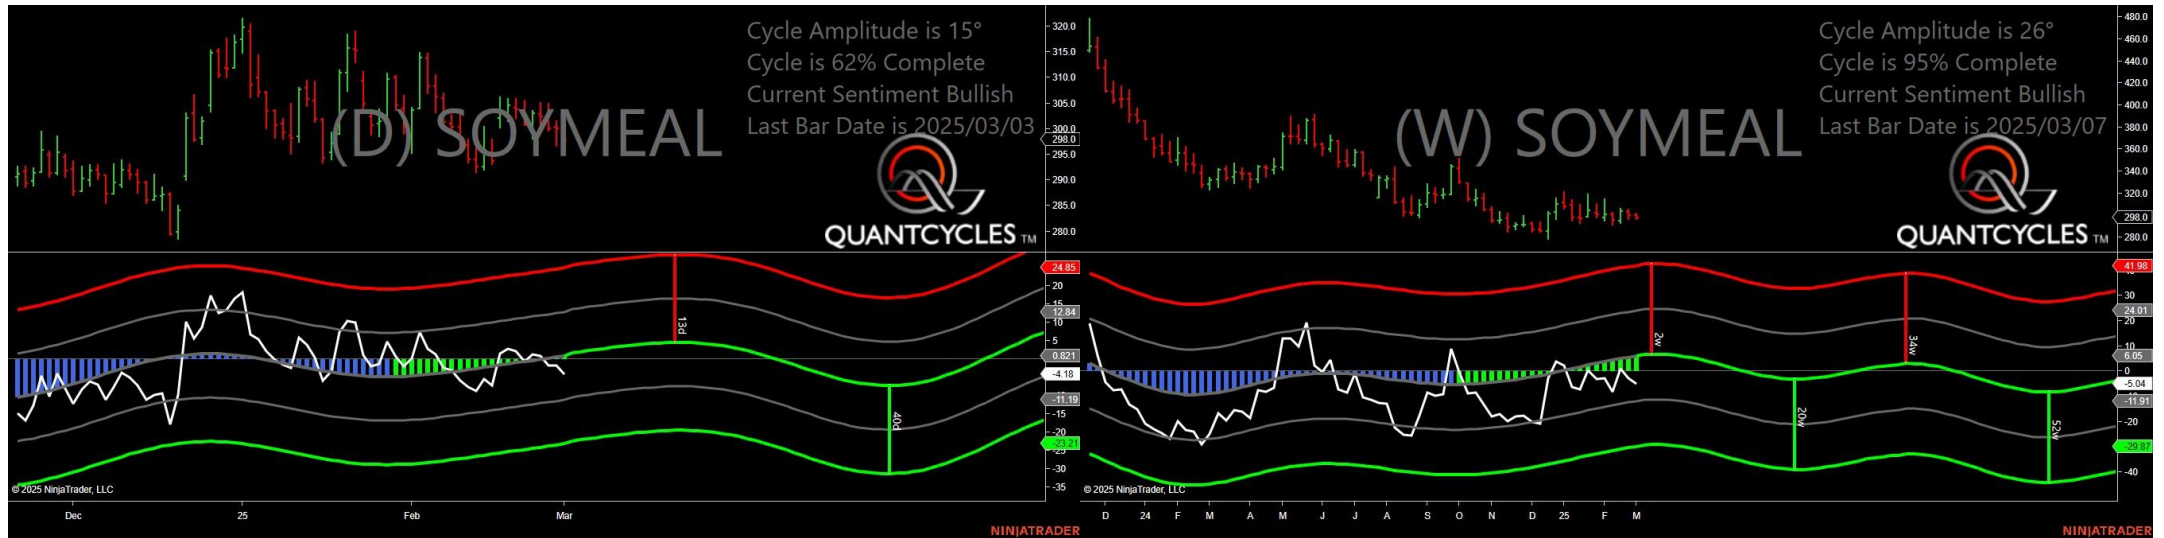 Cycle Amplitude is 15°
Cycle is 62% Complete
Current Sentiment Bullish
Last Bar Date is 2025/03/03
(D) SOYMEAL
QUANTCYCLES TM
320.0
315.0
310.0
305.0
300.0
298.0
295.0
290.0
285.0
280.0
24.85
20
15
12.84
10
5
0.821
-4.18
-11.19
-15
-20
-23.21
-25
-30
-35
13d
40d
© 2025 NinjaTrader, LLC
Dec
25
Feb
Mar
NINJATRADER
Cycle Amplitude is 26°
Cycle is 95% Complete
Current Sentiment Bullish
Last Bar Date is 2025/03/07
(W) SOYMEAL
QUANTCYCLES TM
480.0
460.0
440.0
420.0
400.0
380.0
360.0
340.0
320.0
298.0
280.0
41.98
30
24.01
20
10
6.05
0
-5.04
-11.91
-20
-29.87
-40
2w
34w
20w
52w
© 2025 NinjaTrader, LLC
D 24 F M A M J J A S O N D 25 F M
NINJATRADER